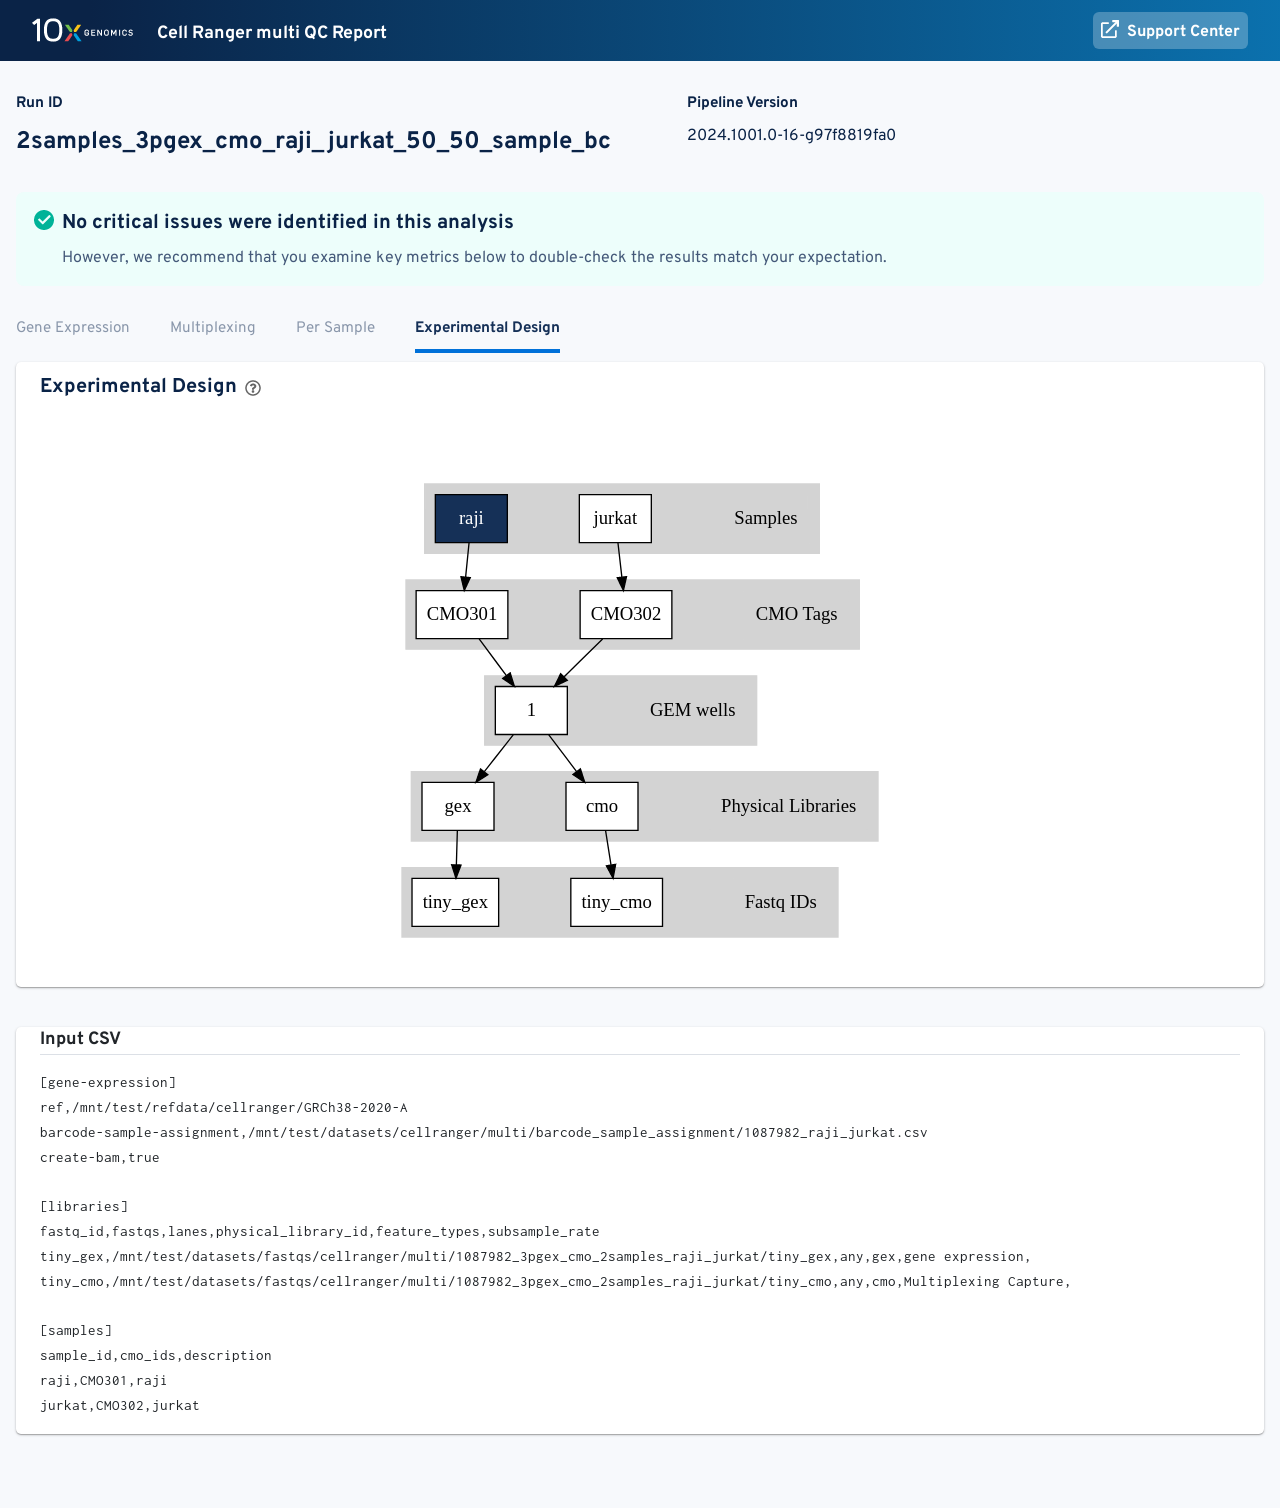 10x GENOMICS Cell Ranger multi QC Report Support Center
Run ID Pipeline Version
2samples_3pgex_cmo_raji_jurkat_50_50_sample_bc 2024.1001.0-16-g97f8819fa0
No critical issues were identified in this analysis
However, we recommend that you examine key metrics below to double-check the results match your expectation.
Gene Expression Multiplexing Per Sample Experimental Design
Experimental Design ?
raji jurkat Samples
CMO301 CMO302 CMO Tags
1 GEM wells
gex cmo Physical Libraries
tiny_gex tiny_cmo Fastq IDs
Input CSV
[gene-expression]
ref,/mnt/test/refdata/cellranger/GRCh38-2020-A
barcode-sample-assignment,/mnt/test/datasets/cellranger/multi/barcode_sample_assignment/1087982_raji_jurkat.csv
create-bam,true
[libraries]
fastq_id,fastqs,lanes,physical_library_id,feature_types,subsample_rate
tiny_gex,/mnt/test/datasets/fastqs/cellranger/multi/1087982_3pgex_cmo_2samples_raji_jurkat/tiny_gex,any,gex,gene expression,
tiny_cmo,/mnt/test/datasets/fastqs/cellranger/multi/1087982_3pgex_cmo_2samples_raji_jurkat/tiny_cmo,any,cmo,Multiplexing Capture,
[samples]
sample_id,cmo_ids,description
raji,CMO301,raji
jurkat,CMO302,jurkat